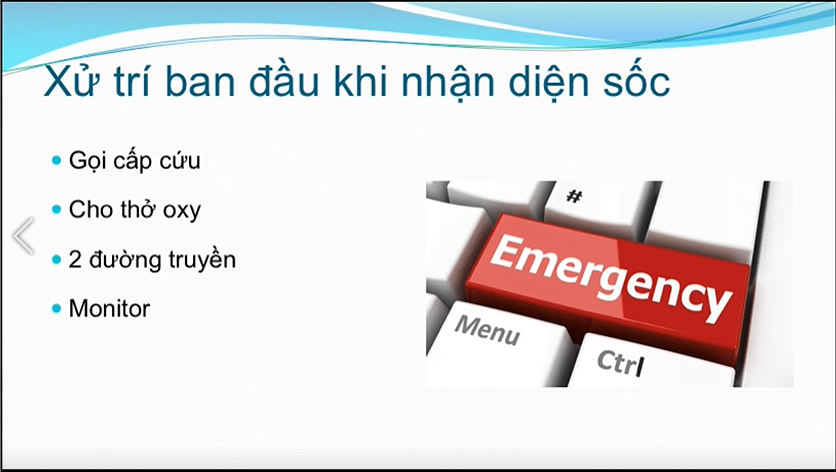 Xử trí ban đầu khi nhận diện sốc
Gọi cấp cứu
Cho thở oxy
2 đường truyền
Monitor
#
Emergency
Menu
Ctrl